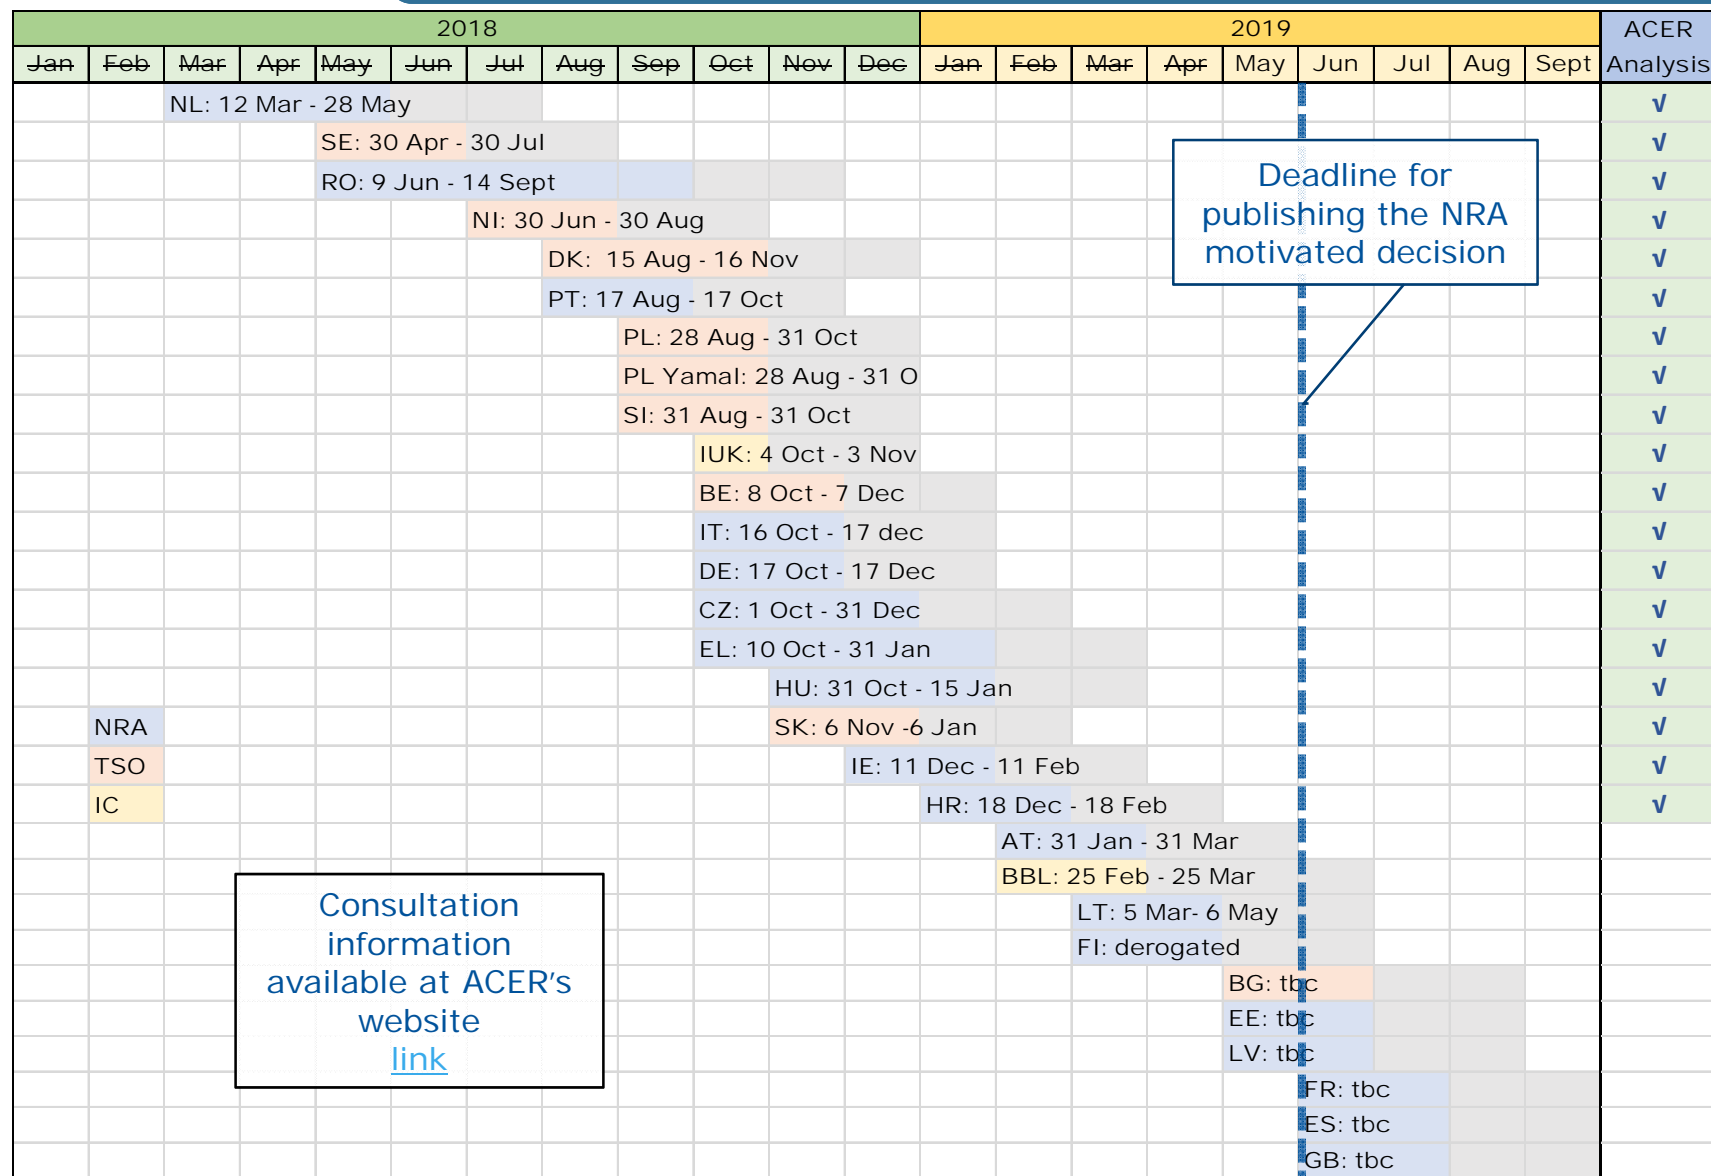 2018 2019 ACER
Jan Feb Mar Apr May Jun Jul Aug Sep Oct Nov Dec Jan Feb Mar Apr May Jun Jul Aug Sept Analysis
NL: 12 Mar - 28 May √
SE: 30 Apr - 30 Jul √
RO: 9 Jun - 14 Sept √
NI: 30 Jun - 30 Aug √
DK: 15 Aug - 16 Nov √
PT: 17 Aug - 17 Oct √
PL: 28 Aug - 31 Oct √
PL Yamal: 28 Aug - 31 O √
SI: 31 Aug - 31 Oct √
IUK: 4 Oct - 3 Nov √
BE: 8 Oct - 7 Dec √
IT: 16 Oct - 17 dec √
DE: 17 Oct - 17 Dec √
CZ: 1 Oct - 31 Dec √
EL: 10 Oct - 31 Jan √
HU: 31 Oct - 15 Jan √
NRA SK: 6 Nov -6 Jan √
TSO IE: 11 Dec - 11 Feb √
IC HR: 18 Dec - 18 Feb √
AT: 31 Jan - 31 Mar
BBL: 25 Feb - 25 Mar
LT: 5 Mar- 6 May
FI: derogated
BG: tbc
EE: tbc
LV: tbc
FR: tbc
ES: tbc
GB: tbc
Deadline for
publishing the NRA
motivated decision
Consultation
information
available at ACER's
website
link